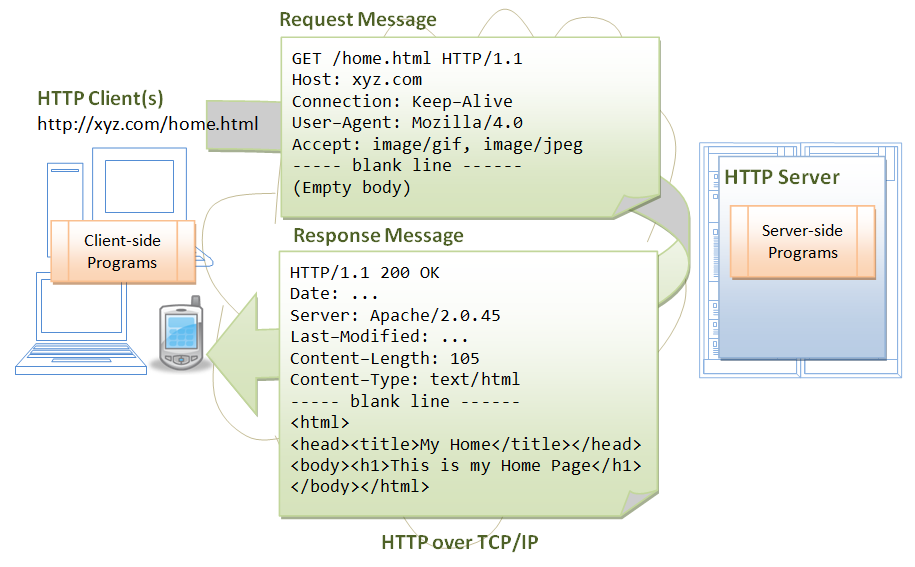 Request Message
GET /home.html HTTP/1.1
Host: xyz.com
Connection: Keep-Alive
User-Agent: Mozilla/4.0
Accept: image/gif, image/jpeg
----- blank line ------
(Empty body)
HTTP Client(s)
http://xyz.com/home.html
Client-side
Programs
HTTP Server
Server-side
Programs
Response Message
HTTP/1.1 200 OK
Date: ...
Server: Apache/2.0.45
Last-Modified: ...
Content-Length: 105
Content-Type: text/html
----- blank line ------
<html>
<head><title>My Home</title></head>
<body><h1>This is my Home Page</h1>
</body></html>
HTTP over TCP/IP